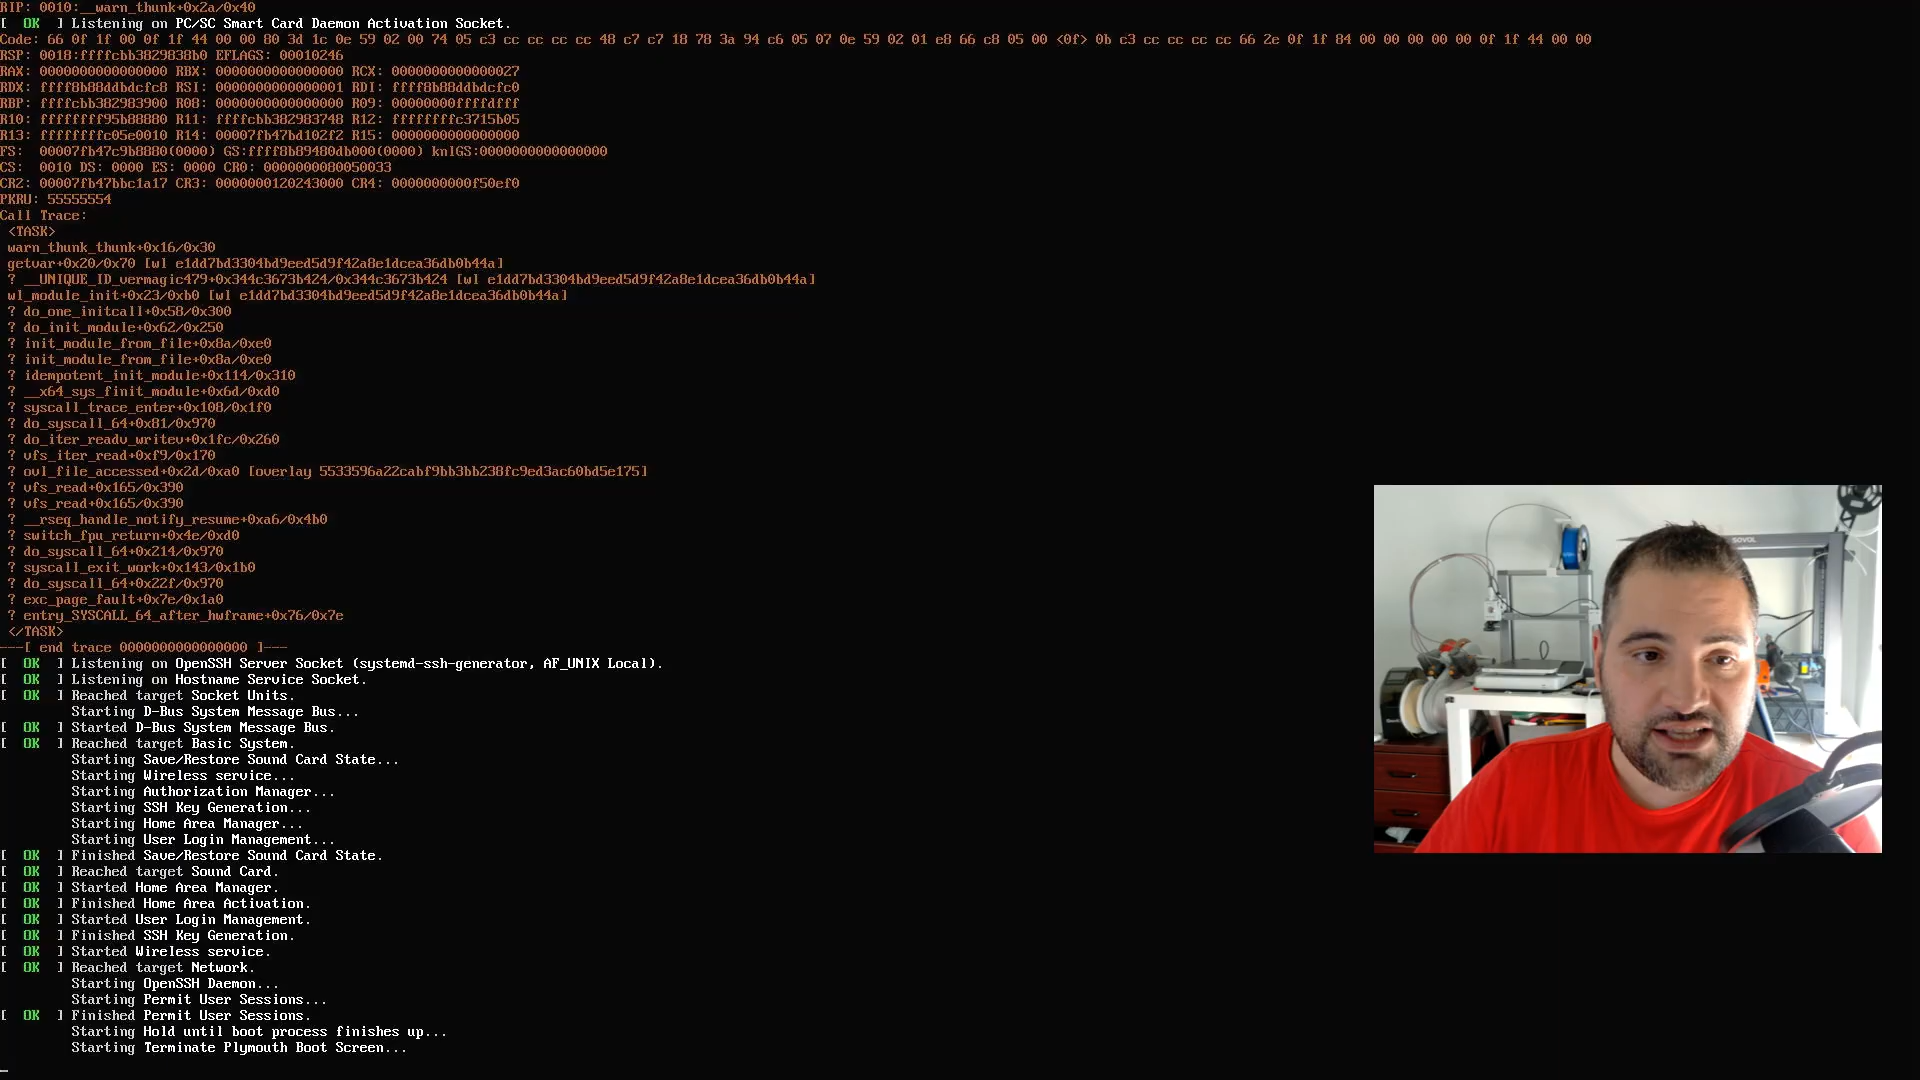 RIP: 0010:__warn_thunk+0x2a/0x40
[  OK  ] Listening on PC/SC Smart Card Daemon Activation Socket.
Code: 66 0f 1f 00 0f 1f 44 00 00 80 3d 1c 0e 59 02 00 74 05 c3 cc cc cc cc 48 c7 c7 18 78 3a 94 c6 05 07 0e 59 02 01 e8 66 c8 05 00 <0f> 0b c3 cc cc cc cc 66 2e 0f 1f 84 00 00 00 00 00 0f 1f 44 00 00
RSP: 0018:ffffcbb3829838b0 EFLAGS: 00010246
RAX: 0000000000000000 RBX: 0000000000000000 RCX: 0000000000000027
RDX: ffff8b88ddbdcfc8 RSI: 0000000000000001 RDI: ffff8b88ddbdcfc0
RBP: ffffcbb382983900 R08: 0000000000000000 R09: 00000000ffffdfff
R10: ffffffff95b88880 R11: ffffcbb382983748 R12: ffffffffc3715b05
R13: ffffffffc05e0010 R14: 00007fb47bd102f2 R15: 0000000000000000
FS:  00007fb47c9b8880(0000) GS:ffff8b89480db000(0000) knlGS:0000000000000000
CS:  0010 DS: 0000 ES: 0000 CR0: 0000000080050033
CR2: 00007fb47bbc1a17 CR3: 0000000120243000 CR4: 0000000000f50ef0
PKRU: 55555554
Call Trace:
 <TASK>
 warn_thunk_thunk+0x16/0x30
 getvar+0x20/0x70 [wl e1dd7bd3304bd9eed5d9f42a8e1dcea36db0b44a]
 ? __UNIQUE_ID_vermagic479+0x344c3673b424/0x344c3673b424 [wl e1dd7bd3304bd9eed5d9f42a8e1dcea36db0b44a]
 wl_module_init+0x23/0xb0 [wl e1dd7bd3304bd9eed5d9f42a8e1dcea36db0b44a]
 ? do_one_initcall+0x58/0x300
 ? do_init_module+0x62/0x250
 ? init_module_from_file+0x8a/0xe0
 ? init_module_from_file+0x8a/0xe0
 ? idempotent_init_module+0x114/0x310
 ? __x64_sys_finit_module+0x6d/0xd0
 ? syscall_trace_enter+0x108/0x1f0
 ? do_syscall_64+0x81/0x970
 ? do_iter_readv_writev+0x1fc/0x260
 ? vfs_iter_read+0xf9/0x170
 ? ovl_file_accessed+0x2d/0xa0 [overlay 5533596a22cabf9bb3bb238fc9ed3ac60bd5e175]
 ? vfs_read+0x165/0x390
 ? vfs_read+0x165/0x390
 ? __rseq_handle_notify_resume+0xa6/0x4b0
 ? switch_fpu_return+0x4e/0xd0
 ? do_syscall_64+0x214/0x970
 ? syscall_exit_work+0x143/0x1b0
 ? do_syscall_64+0x22f/0x970
 ? exc_page_fault+0x7e/0x1a0
 ? entry_SYSCALL_64_after_hwframe+0x76/0x7e
 </TASK>
---[ end trace 0000000000000000 ]---
[  OK  ] Listening on OpenSSH Server Socket (systemd-ssh-generator, AF_UNIX Local).
[  OK  ] Listening on Hostname Service Socket.
[  OK  ] Reached target Socket Units.
         Starting D-Bus System Message Bus...
[  OK  ] Started D-Bus System Message Bus.
[  OK  ] Reached target Basic System.
         Starting Save/Restore Sound Card State...
         Starting Wireless service...
         Starting Authorization Manager...
         Starting SSH Key Generation...
         Starting Home Area Manager...
         Starting User Login Management...
[  OK  ] Finished Save/Restore Sound Card State.
[  OK  ] Reached target Sound Card.
[  OK  ] Started Home Area Manager.
[  OK  ] Finished Home Area Activation.
[  OK  ] Started User Login Management.
[  OK  ] Finished SSH Key Generation.
[  OK  ] Started Wireless service.
[  OK  ] Reached target Network.
         Starting OpenSSH Daemon...
         Starting Permit User Sessions...
[  OK  ] Finished Permit User Sessions.
         Starting Hold until boot process finishes up...
         Starting Terminate Plymouth Boot Screen...
SOVOL